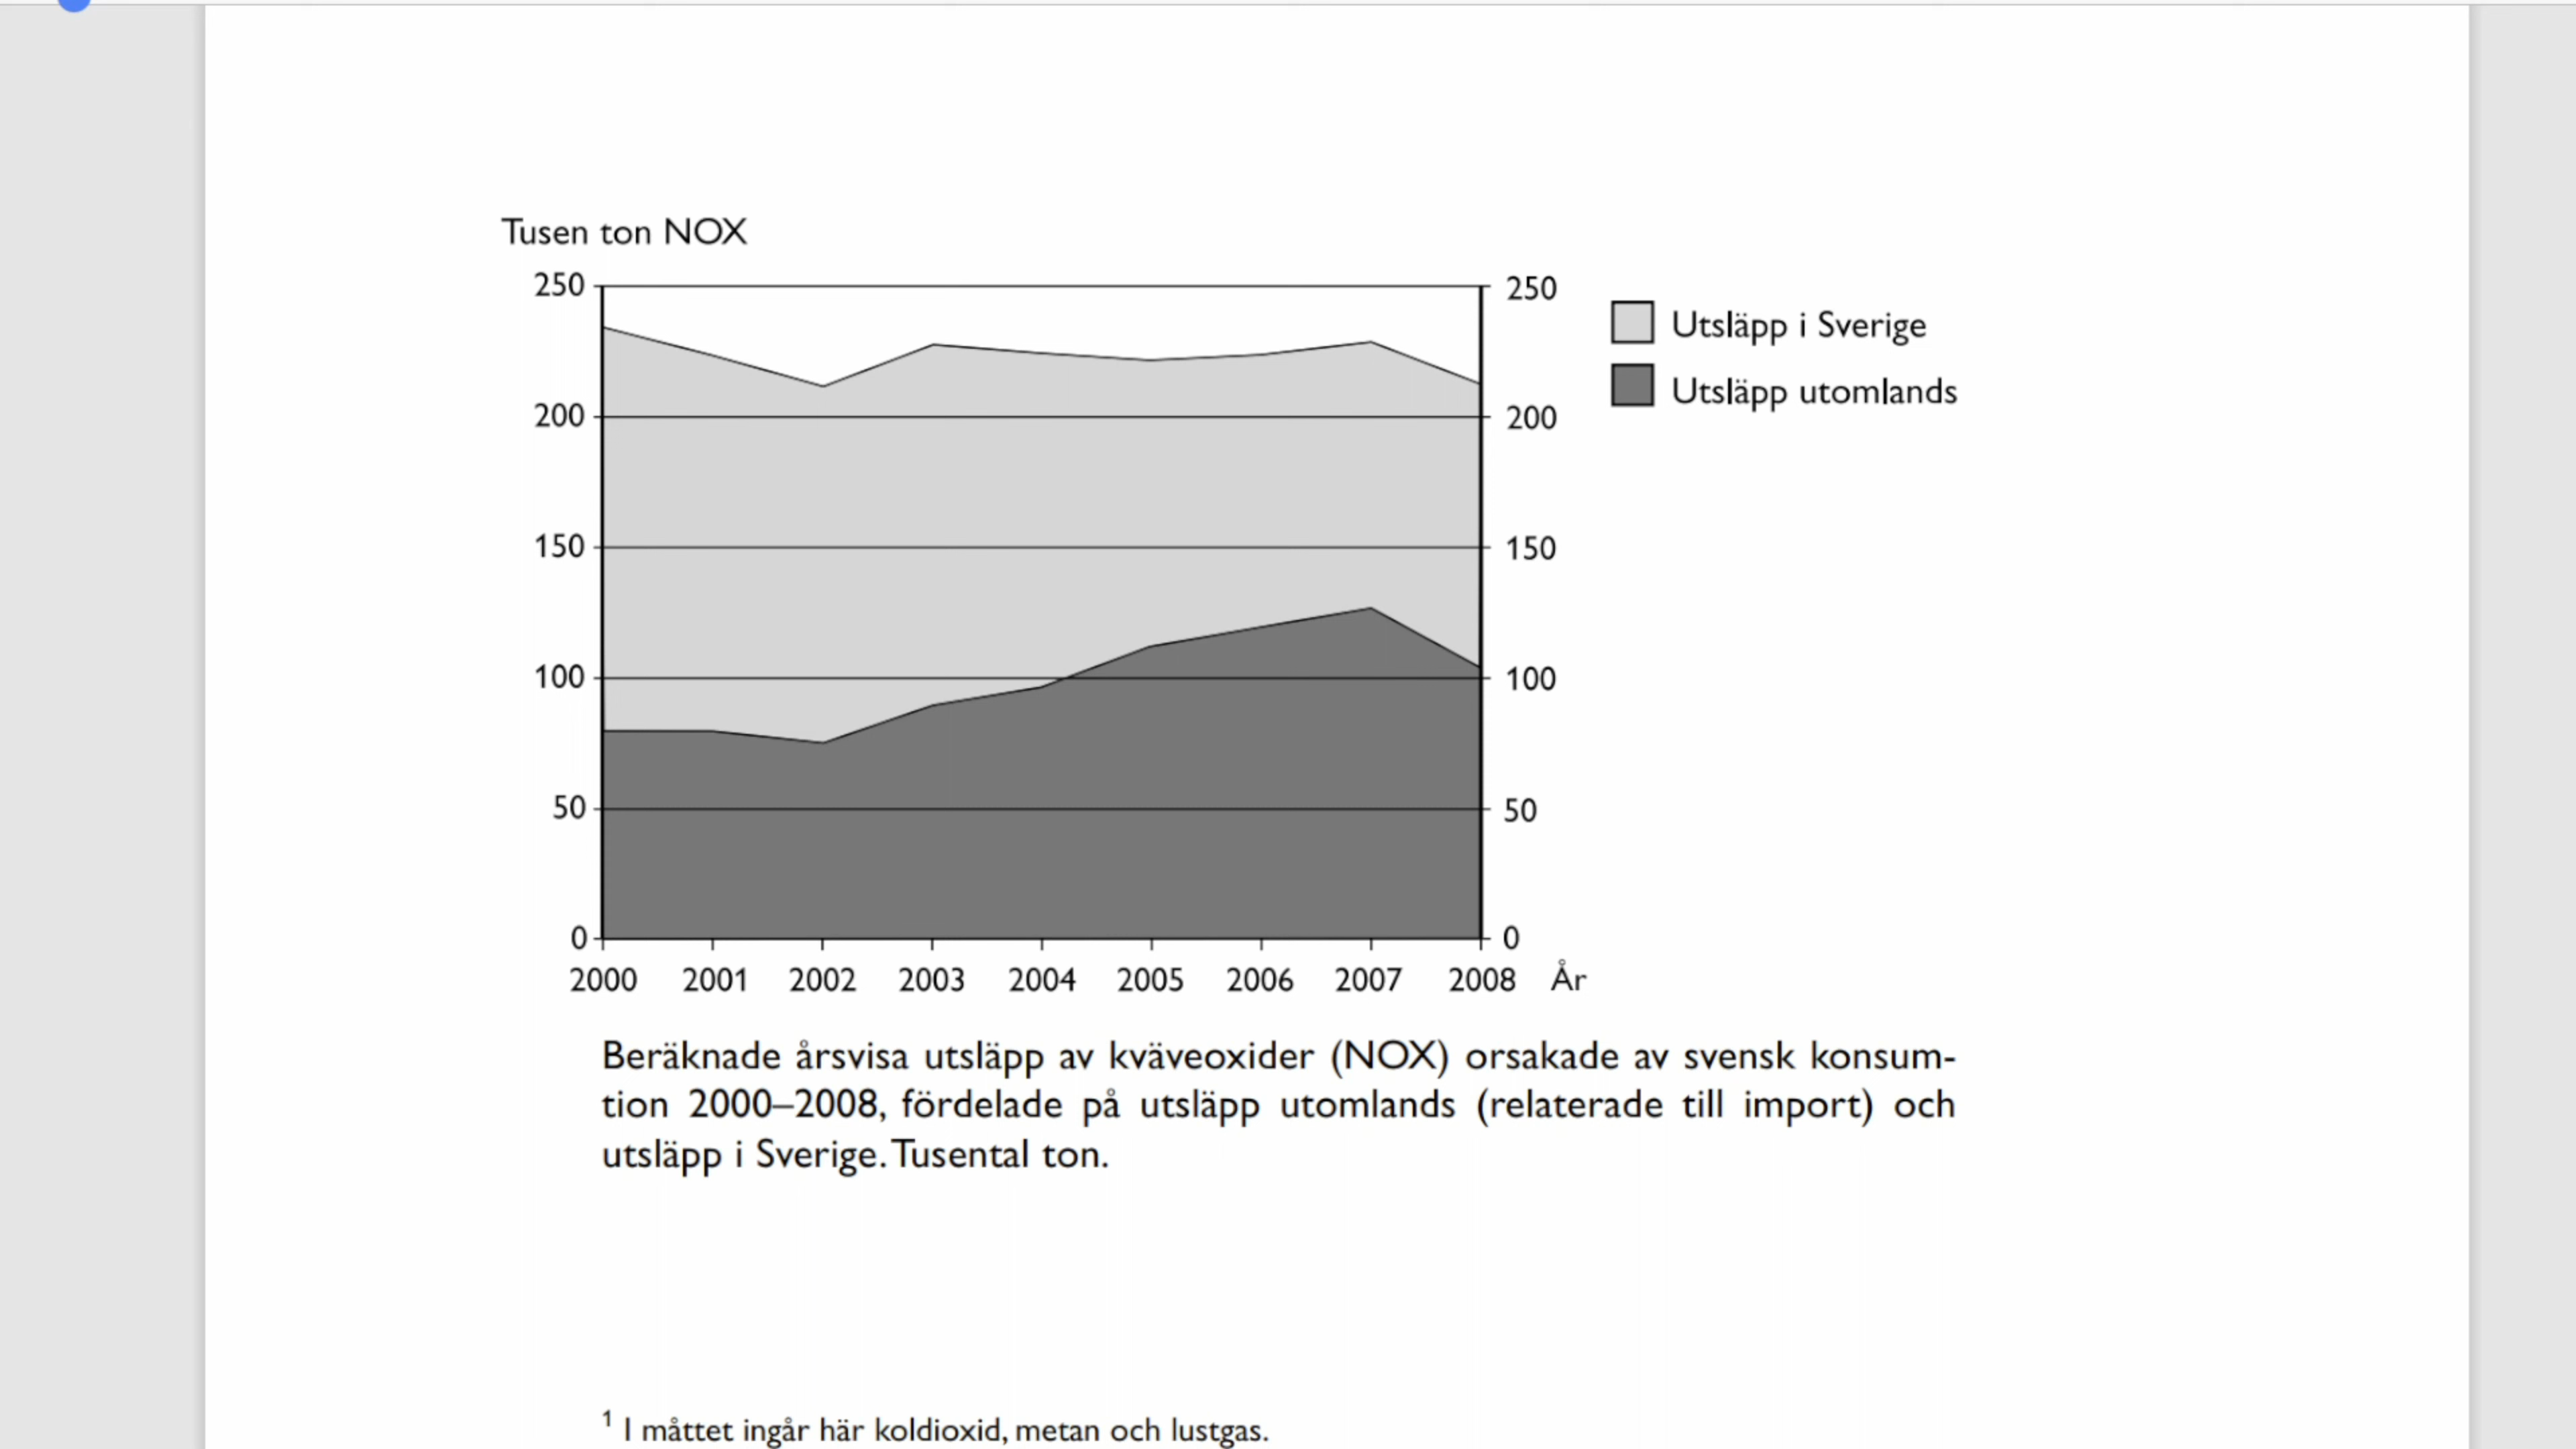 Tusen ton NOX
250 250
200 200
150 150
100 100
50 50
0 0
2000 2001 2002 2003 2004 2005 2006 2007 2008 År
Utsläpp i Sverige
Utsläpp utomlands
Beräknade årsvisa utsläpp av kväveoxider (NOX) orsakade av svensk konsum-
tion 2000–2008, fördelade på utsläpp utomlands (relaterade till import) och
utsläpp i Sverige. Tusental ton.
1 I måttet ingår här koldioxid, metan och lustgas.